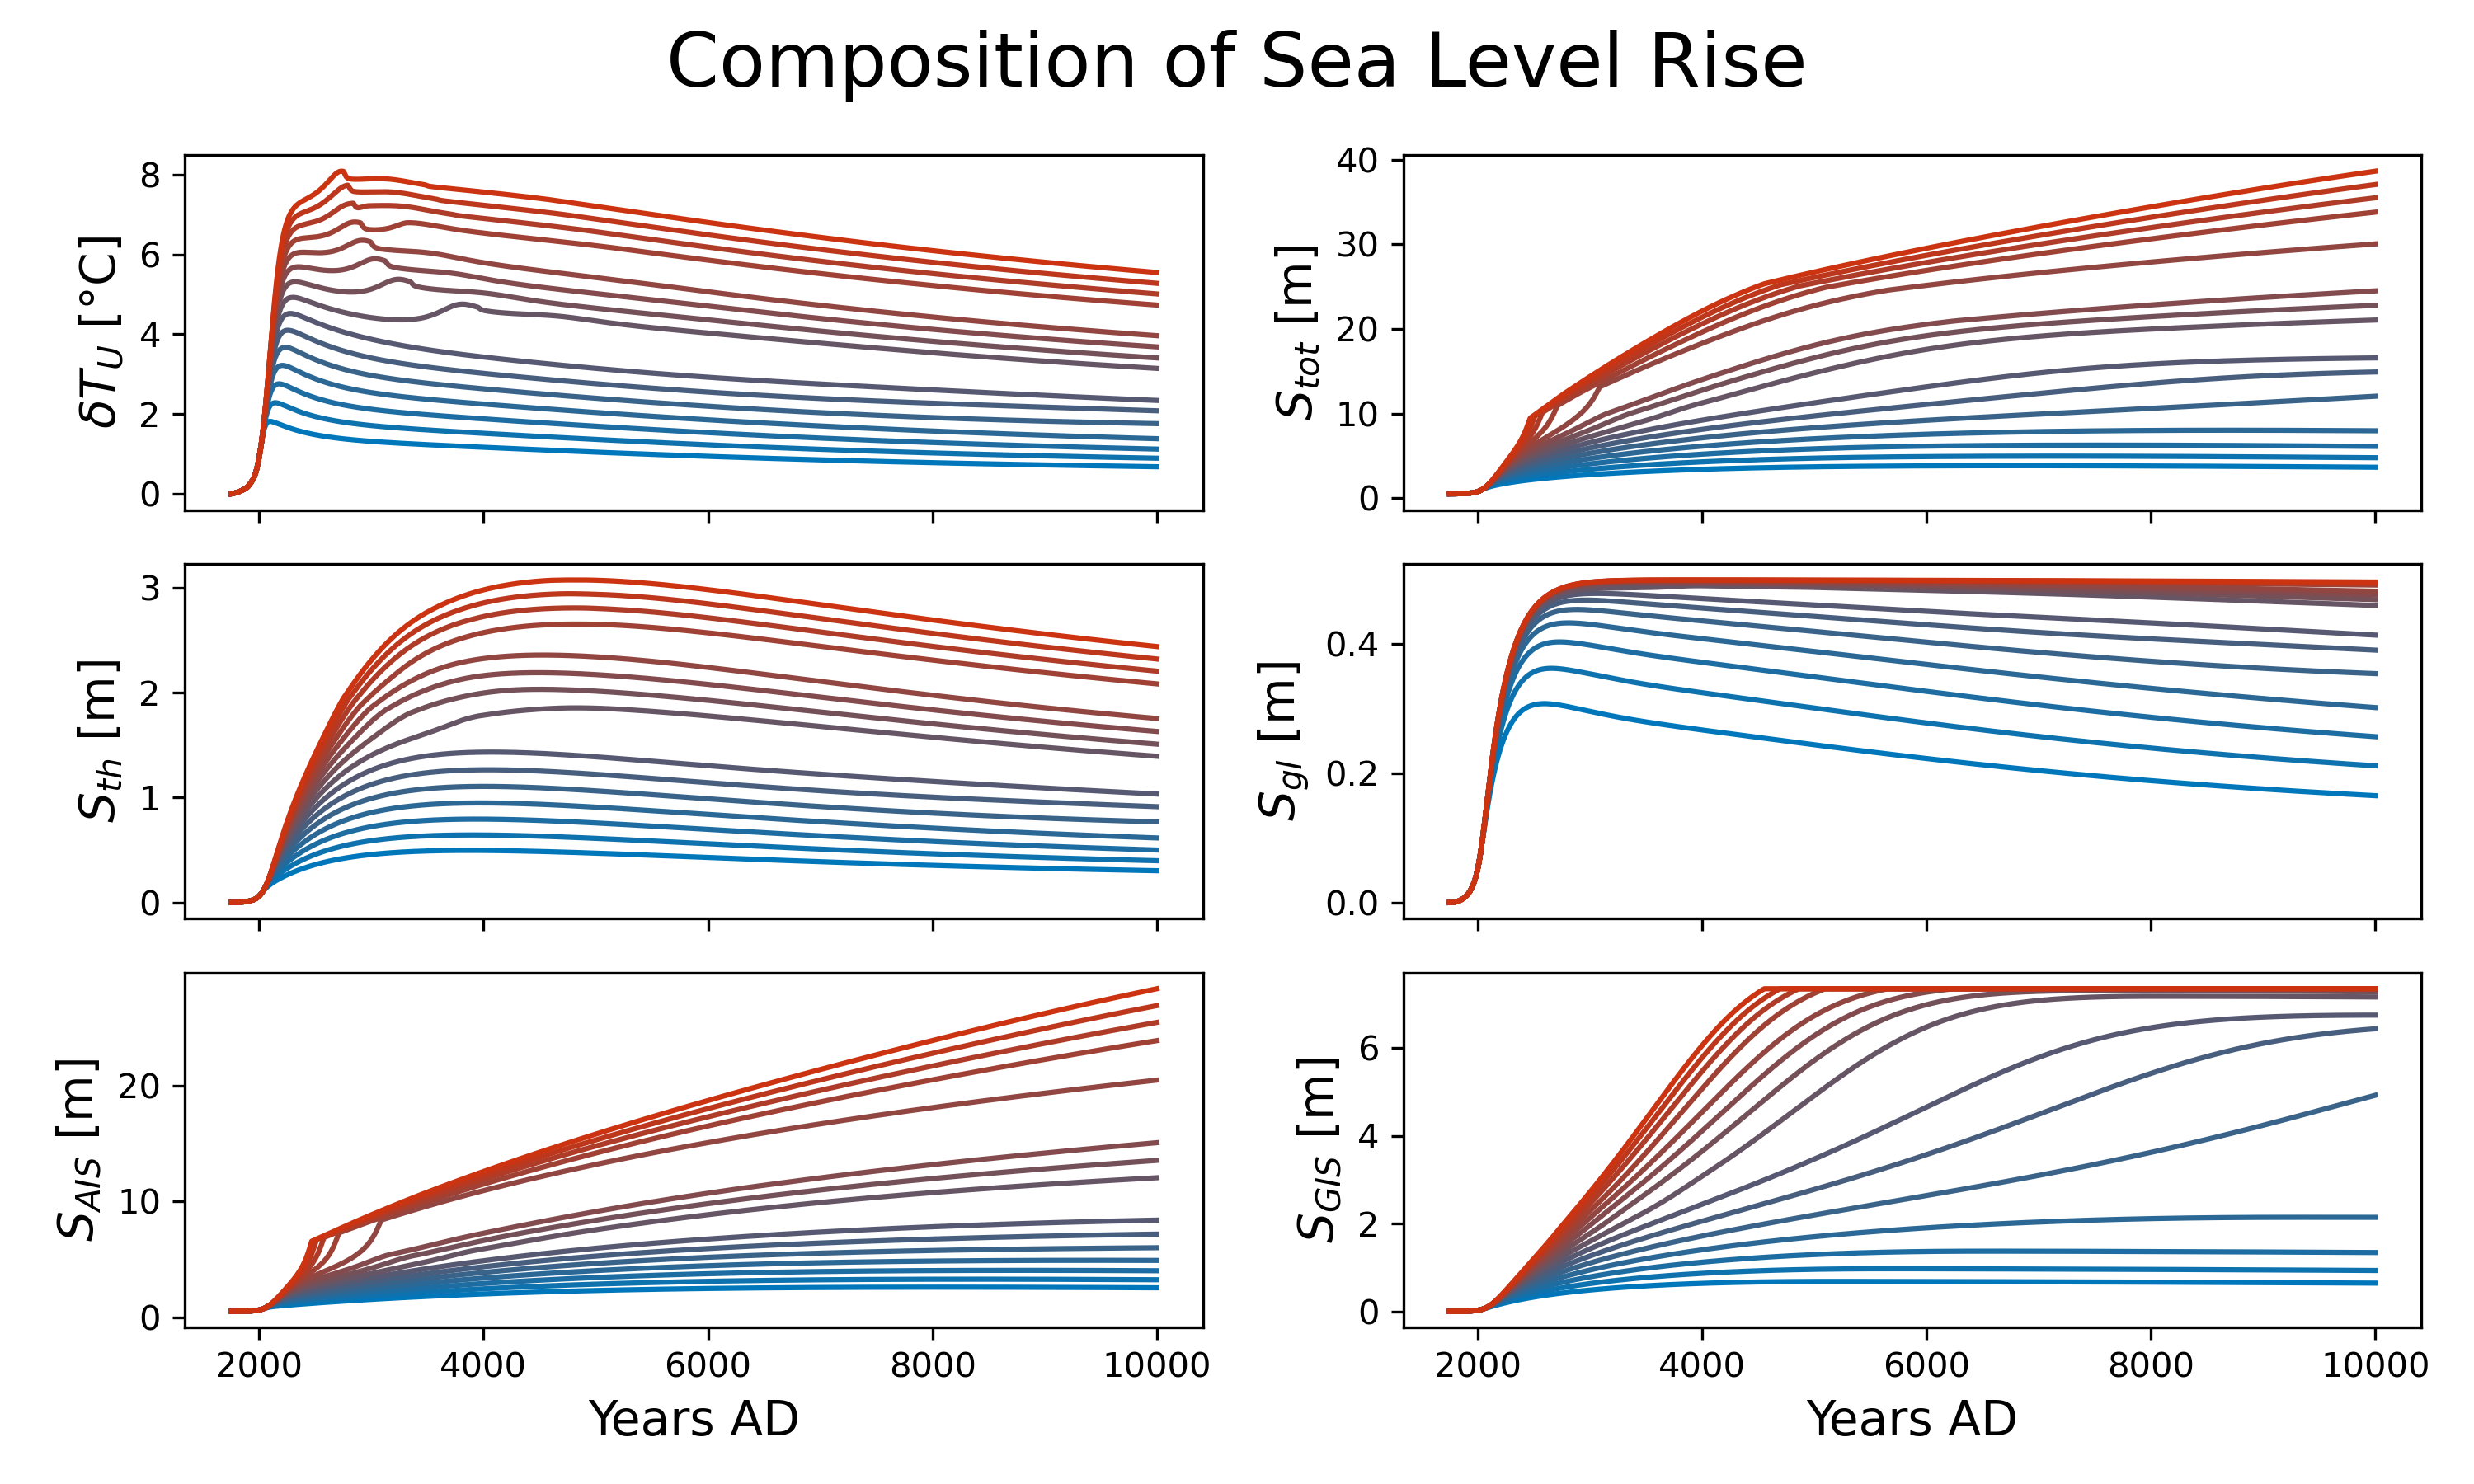 Composition of Sea Level Rise
δT_U [°C]
8
6
4
2
0
S_tot [m]
40
30
20
10
0
S_th [m]
3
2
1
0
S_gl [m]
0.4
0.2
0.0
S_AIS [m]
20
10
0
2000 4000 6000 8000 10000
Years AD
S_GIS [m]
6
4
2
0
2000 4000 6000 8000 10000
Years AD